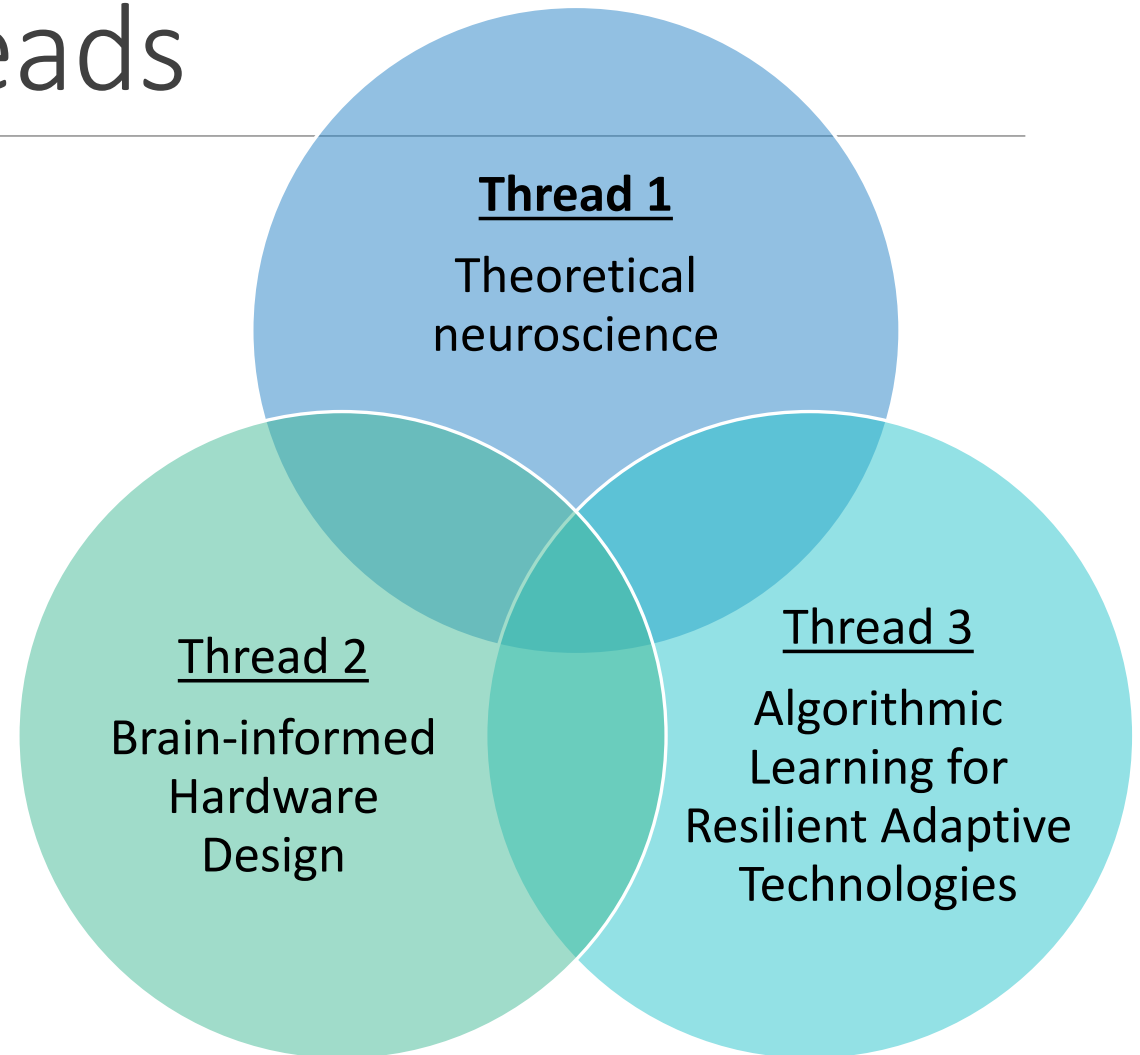 eads
Thread 1
Theoretical
neuroscience
Thread 2
Brain-informed
Hardware
Design
Thread 3
Algorithmic
Learning for
Resilient Adaptive
Technologies